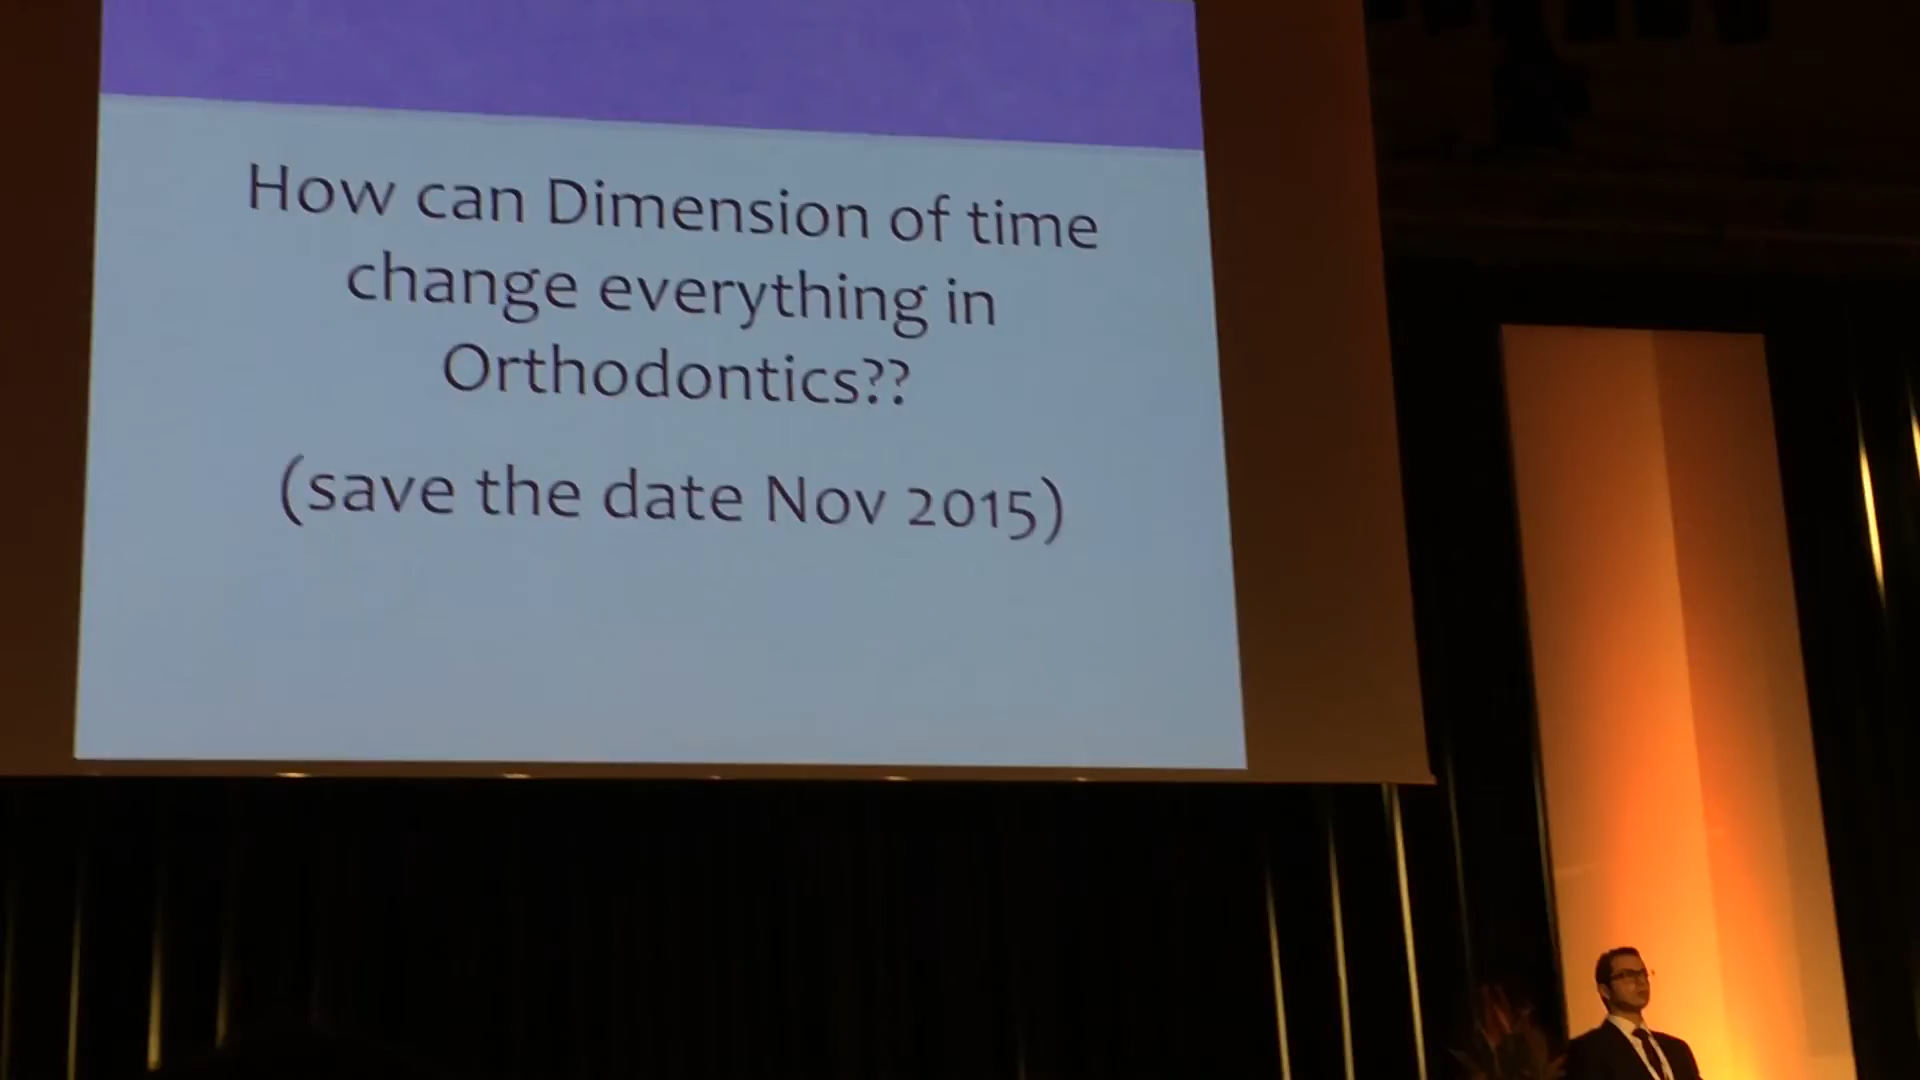 How can Dimension of time
change everything in
Orthodontics??
(save the date Nov 2015)